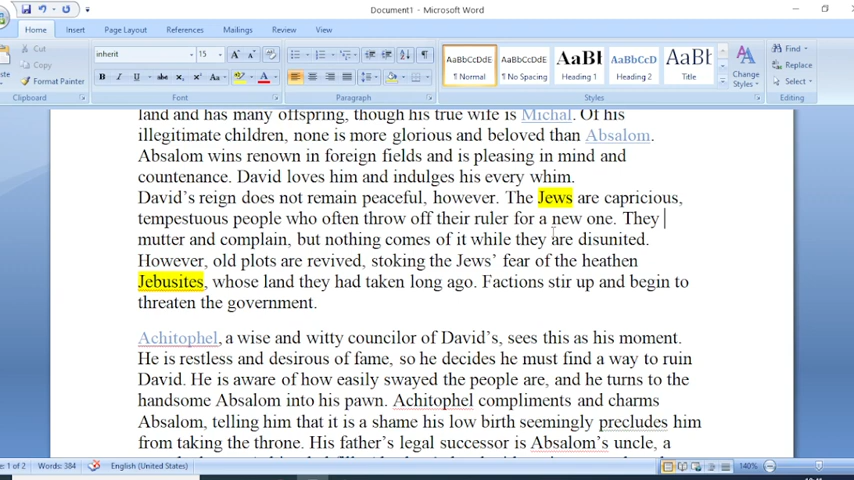 Document1 - Microsoft Word
Home Insert Page Layout References Mailings Review View
Cut
Copy
Format Painter
Clipboard
inherit 15
B I U abc x₂ x² Aa
Font
Paragraph
AaBbCcDdE AaBbCcDdE AaBbCcD AaBbCcD
¶ Normal ¶ No Spacing Heading 1 Heading 2 Title
Change
Styles
Styles
Find
Replace
Select
Editing
land and has many offspring, though his true wife is Michal. Of his
illegitimate children, none is more glorious and beloved than Absalom.
Absalom wins renown in foreign fields and is pleasing in mind and
countenance. David loves him and indulges his every whim.
David’s reign does not remain peaceful, however. The Jews are capricious,
tempestuous people who often throw off their ruler for a new one. They
mutter and complain, but nothing comes of it while they are disunited.
However, old plots are revived, stoking the Jews’ fear of the heathen
Jebusites, whose land they had taken long ago. Factions stir up and begin to
threaten the government.
Achitophel, a wise and witty councilor of David’s, sees this as his moment.
He is restless and desirous of fame, so he decides he must find a way to ruin
David. He is aware of how easily swayed the people are, and he turns to the
handsome Absalom into his pawn. Achitophel compliments and charms
Absalom, telling him that it is a shame his low birth seemingly precludes him
from taking the throne. His father’s legal successor is Absalom’s uncle, a
1 of 2 Words: 384 English (United States) 140%